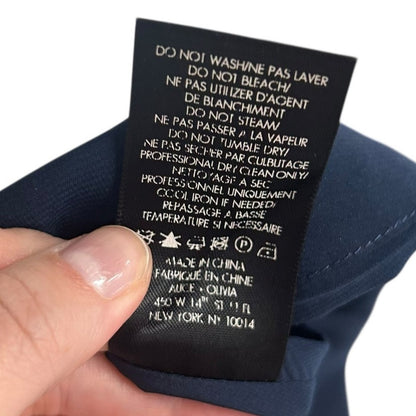 DO NOT WASH/NE PAS LAVER
DO NOT BLEACH/
NE PAS UTILIZER D'AGENT
DE BLANCHIMENT
DO NOT STEAM/
NE PAS PASSER A LA VAPEUR
DO NOT TUMBLE DRY/
NE PAS SECHER PAR CULBUTAGE
PROFESSIONAL DRY CLEAN ONLY/
NETTOYAGE A SEC
PROFESSIONNEL UNIQUEMENT
COOL IRON IF NEEDED/
REPASSAGE A BASSE
TEMPERATURE SI NECESSAIRE
MADE IN CHINA
FABRIQUÉ EN CHINE
ALICE + OLIVIA
450 W 14TH ST 11 FL
NEW YORK NY 10014